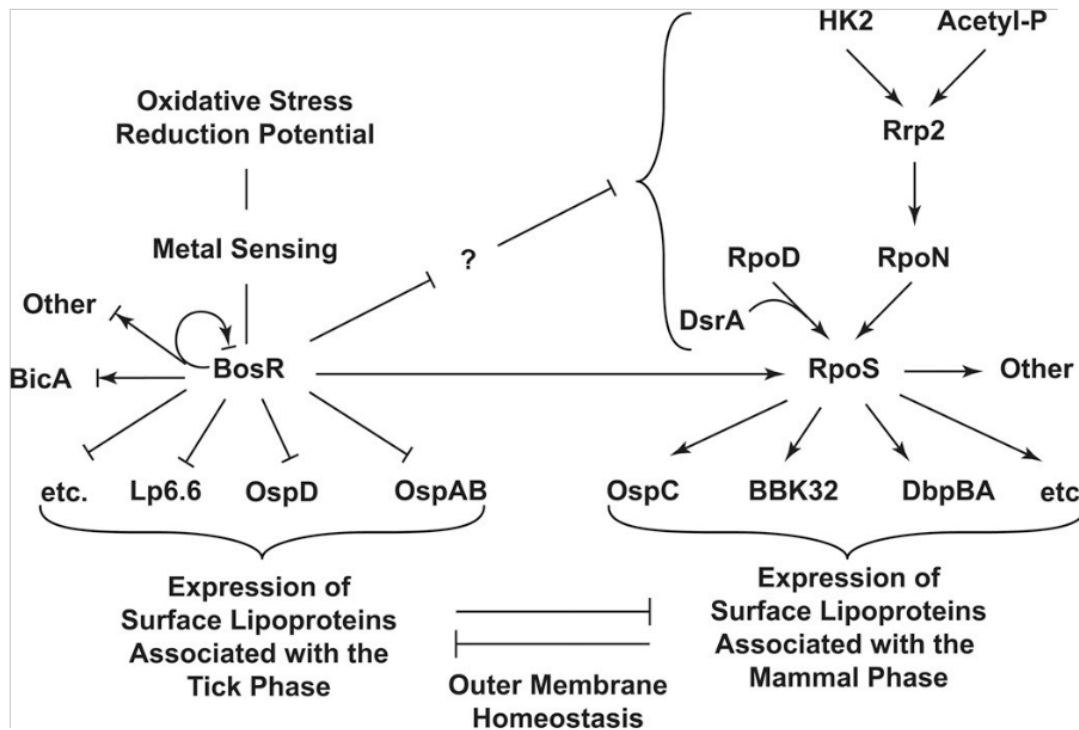 HK2 Acetyl-P
Oxidative Stress
Reduction Potential
Rrp2
Metal Sensing
?
RpoD RpoN
Other
DsrA
BicA BosR RpoS Other
etc. Lp6.6 OspD OspAB OspC BBK32 DbpBA etc
Expression of
Surface Lipoproteins
Associated with the
Tick Phase
Expression of
Surface Lipoproteins
Associated with the
Mammal Phase
Outer Membrane
Homeostasis